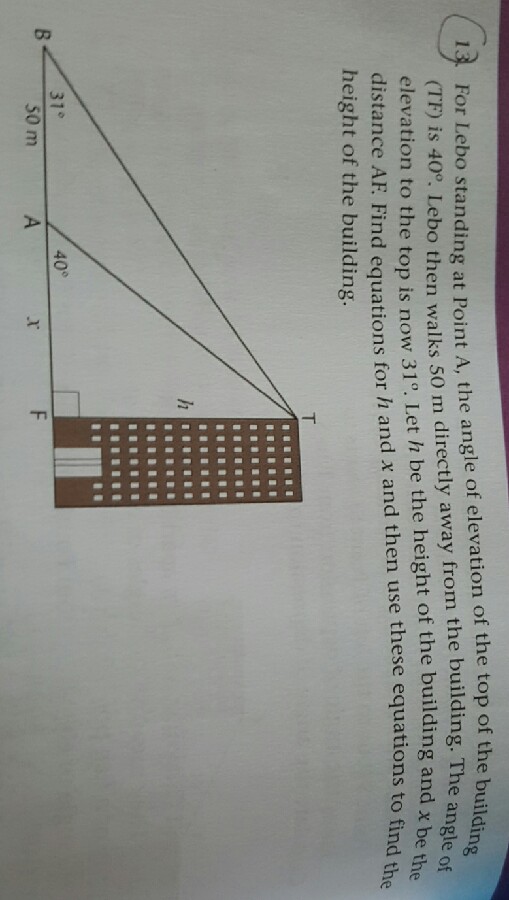 13. For Lebo standing at Point A, the angle of elevation of the top of the building
(TF) is 40°. Lebo then walks 50 m directly away from the building. The angle of
elevation to the top is now 31°. Let h be the height of the building and x be the
distance AF. Find equations for h and x and then use these equations to find the
height of the building.
T
h
31°
40°
B
50 m
A
x
F